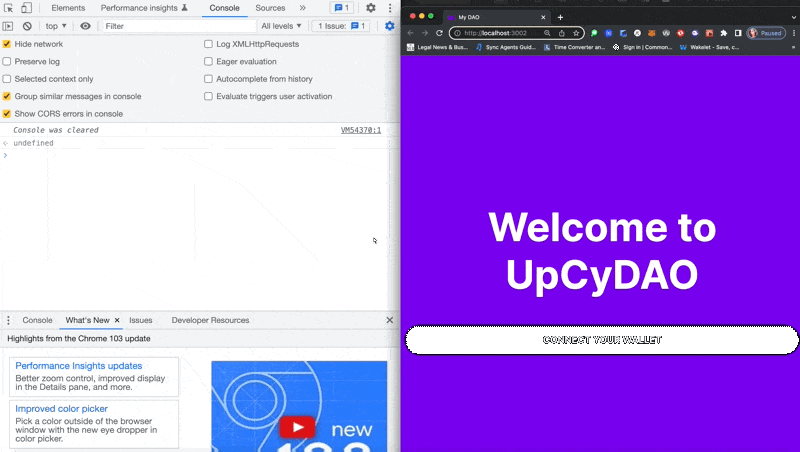 Elements Performance insights Console Sources » 1
top Filter All levels ▼ 1 Issue: 1
Hide network
Log XMLHttpRequests
Preserve log
Eager evaluation
Selected context only
Autocomplete from history
Group similar messages in console
Evaluate triggers user activation
Show CORS errors in console
Console was cleared VM54370:1
undefined
Console What's New Issues Developer Resources
Highlights from the Chrome 103 update
Performance Insights updates
Better zoom control, improved display
in the Details pane, and more.
Improved color picker
Pick a color outside of the browser
window with the new eye dropper in
color picker.
new
My DAO
http://localhost:3002 Paused
Legal News & Bus... Sync Agents Guid... Time Converter an... Sign in | Common... Wakelet - Save, c...
Welcome to
UpCyDAO
CONNECT YOUR WALLET